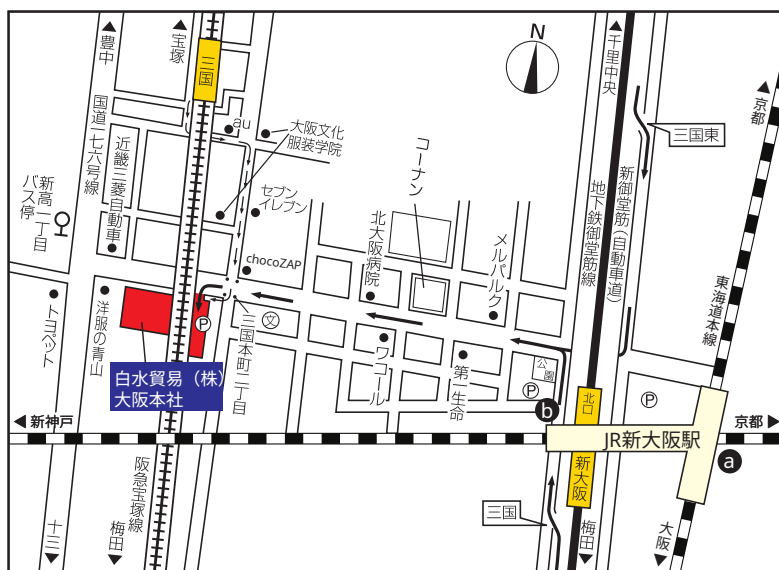 豊中
宝塚
三国
N
千里中央
京都
国道一七六号線
近畿三菱自動車
新高一丁目
バス停
au
大阪文化
服装学院
コーナン
三国東
セブン
イレブン
北大阪病院
メルパルク
地下鉄御堂筋線
新御堂筋（自動車道）
東海道本線
chocoZAP
トヨペット
洋服の青山
P
文
三国本町二丁目
ワコール
第一生命
公園
P
白水貿易（株）
大阪本社
b
北口
P
新神戸
京都
JR新大阪駅
a
新大阪
阪急宝塚線
三国
十三
梅田
梅田
大阪